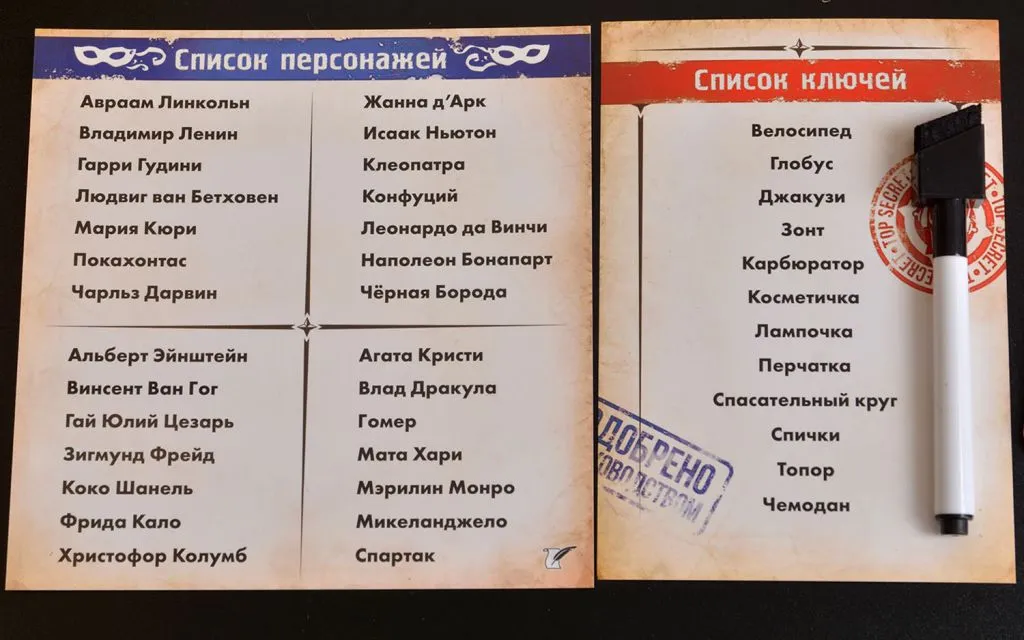 Список персонажей
Авраам Линкольн
Владимир Ленин
Гарри Гудини
Людвиг ван Бетховен
Мария Кюри
Покахонтас
Чарльз Дарвин
Жанна д’Арк
Исаак Ньютон
Клеопатра
Конфуций
Леонардо да Винчи
Наполеон Бонапарт
Чёрная Борода
Альберт Эйнштейн
Винсент Ван Гог
Гай Юлий Цезарь
Зигмунд Фрейд
Коко Шанель
Фрида Кало
Христофор Колумб
Агата Кристи
Влад Дракула
Гомер
Мата Хари
Мэрилин Монро
Микеланджело
Спартак
Список ключей
Велосипед
Глобус
Джакузи
Зонт
Карбюратор
Косметичка
Лампочка
Перчатка
Спасательный круг
Спички
Топор
Чемодан
TOP SECRET
TOP SECRET
ОДОБРЕНО
КОВОДСТВОМ